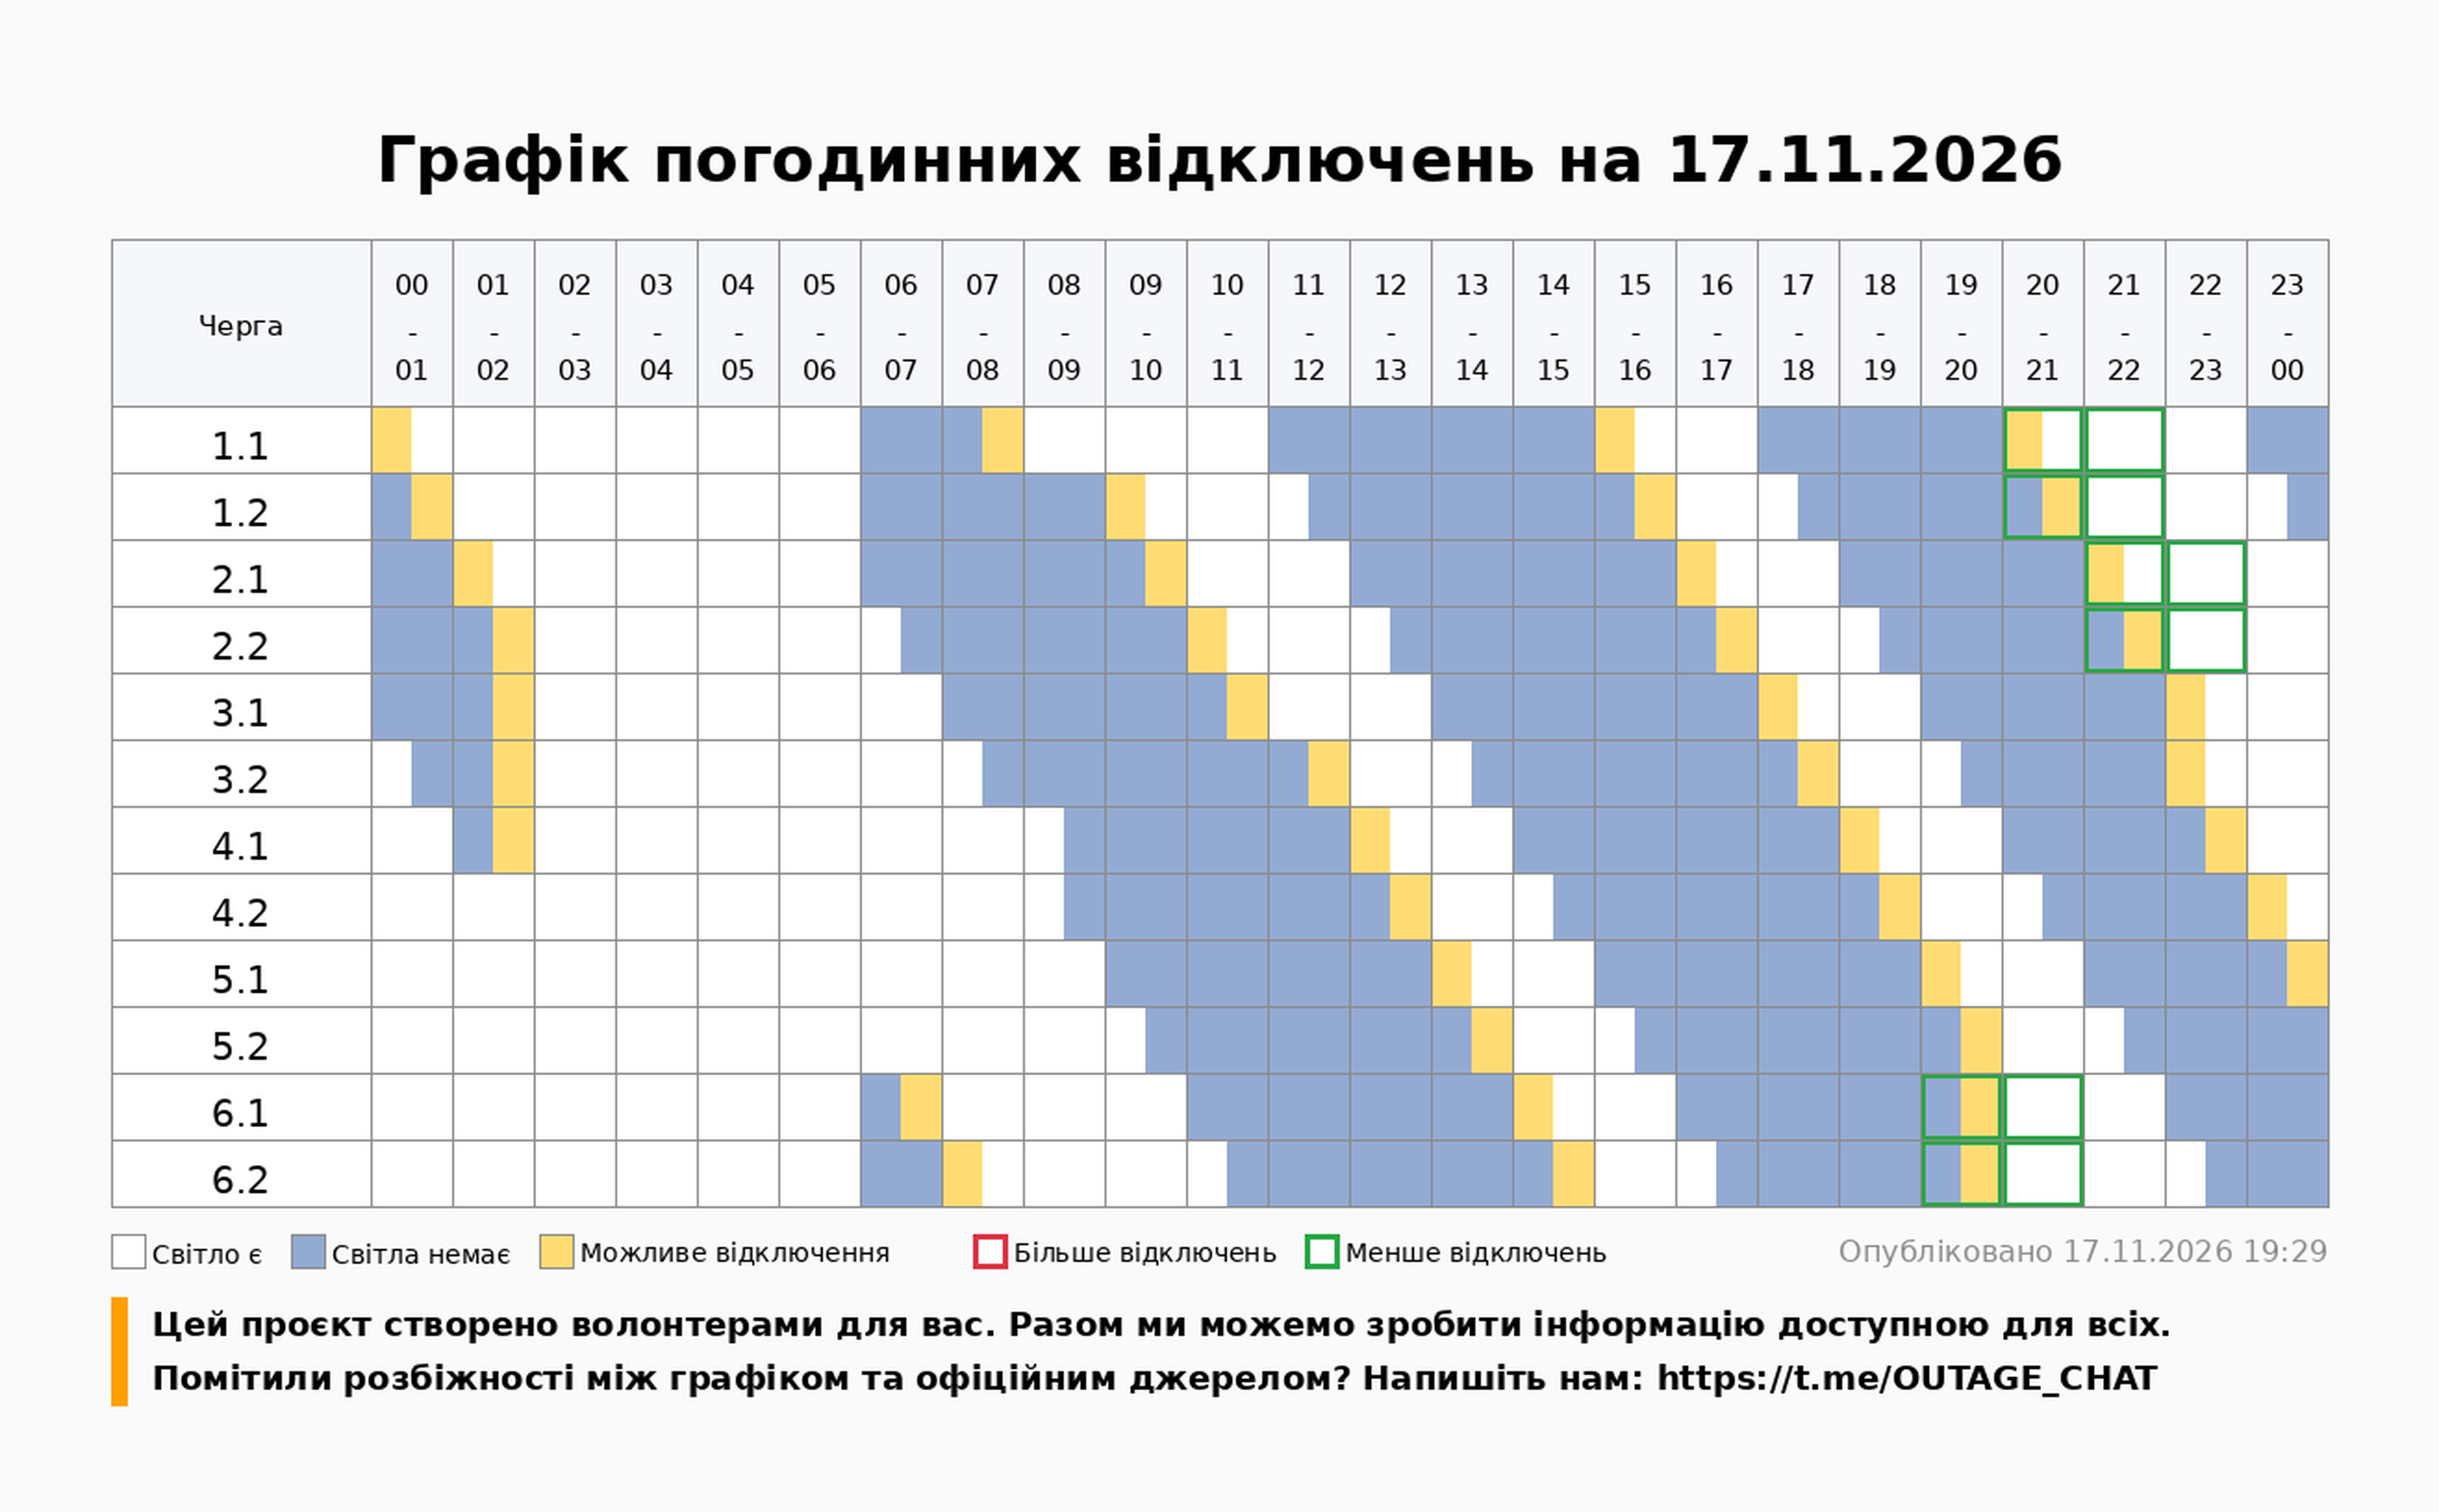 Графік погодинних відключень на 17.11.2026
Черга
00 - 01
01 - 02
02 - 03
03 - 04
04 - 05
05 - 06
06 - 07
07 - 08
08 - 09
09 - 10
10 - 11
11 - 12
12 - 13
13 - 14
14 - 15
15 - 16
16 - 17
17 - 18
18 - 19
19 - 20
20 - 21
21 - 22
22 - 23
23 - 00
1.1
1.2
2.1
2.2
3.1
3.2
4.1
4.2
5.1
5.2
6.1
6.2
Світло є Світла немає Можливе відключення Більше відключень Менше відключень Опубліковано 17.11.2026 19:29
Цей проєкт створено волонтерами для вас. Разом ми можемо зробити інформацію доступною для всіх.
Помітили розбіжності між графіком та офіційним джерелом? Напишіть нам: https://t.me/OUTAGE_CHAT